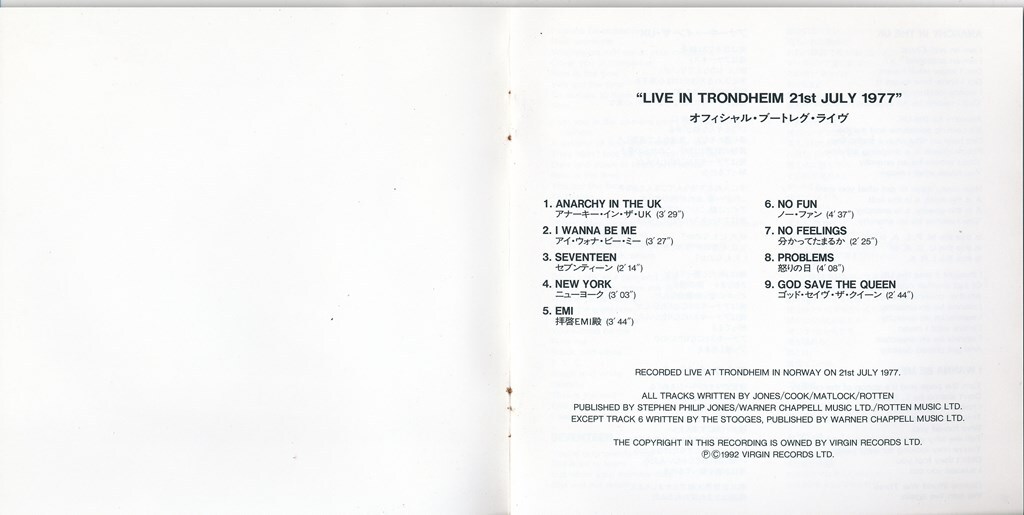 “LIVE IN TRONDHEIM 21st JULY 1977”
オフィシャル・ブートレグ・ライヴ
1. ANARCHY IN THE UK
アナーキー・イン・ザ・UK (3′29″)
2. I WANNA BE ME
アイ・ウォナ・ビー・ミー (3′27″)
3. SEVENTEEN
セブンティーン (2′14″)
4. NEW YORK
ニューヨーク (3′03″)
5. EMI
拝啓EMI殿 (3′44″)
6. NO FUN
ノー・ファン (4′37″)
7. NO FEELINGS
分かってたまるか (2′25″)
8. PROBLEMS
怒りの日 (4′08″)
9. GOD SAVE THE QUEEN
ゴッド・セイヴ・ザ・クイーン (2′44″)
RECORDED LIVE AT TRONDHEIM IN NORWAY ON 21st JULY 1977.
ALL TRACKS WRITTEN BY JONES/COOK/MATLOCK/ROTTEN
PUBLISHED BY STEPHEN PHILIP JONES/WARNER CHAPPELL MUSIC LTD./ROTTEN MUSIC LTD.
EXCEPT TRACK 6 WRITTEN BY THE STOOGES, PUBLISHED BY WARNER CHAPPELL MUSIC LTD.
THE COPYRIGHT IN THIS RECORDING IS OWNED BY VIRGIN RECORDS LTD.
Ⓟ©1992 VIRGIN RECORDS LTD.